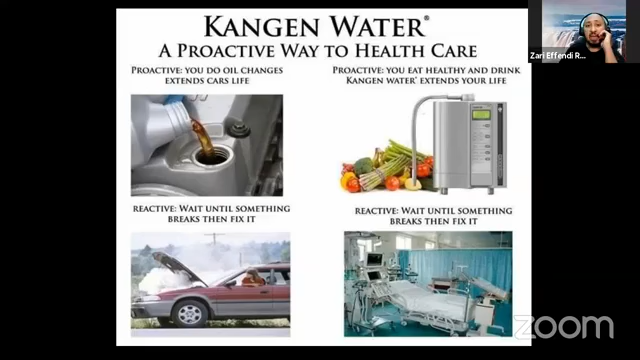 KANGEN WATER®
A PROACTIVE WAY TO HEALTH CARE
PROACTIVE: YOU DO OIL CHANGES
EXTENDS CARS LIFE
PROACTIVE: YOU EAT HEALTHY AND DRINK
KANGEN WATER® EXTENDS YOUR LIFE
REACTIVE: WAIT UNTIL SOMETHING
BREAKS THEN FIX IT
REACTIVE: WAIT UNTIL SOMETHING
BREAKS THEN FIX IT
Zari Effendi R...
zoom